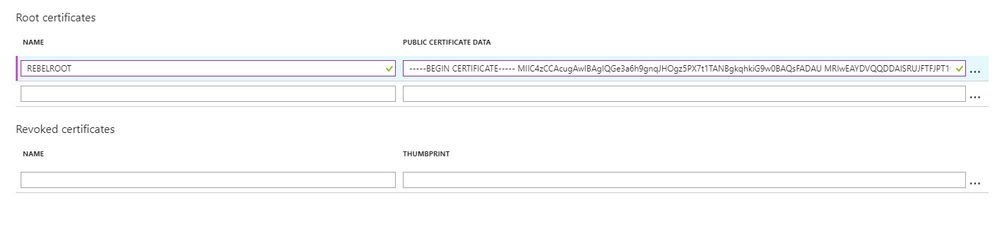 Root certificates
NAME PUBLIC CERTIFICATE DATA
REBELROOT -----BEGIN CERTIFICATE----- MIIC4zCCAcugAwIBAgIQGe3a6h9gnqJHOgz5PX7t1TANBgkqhkiG9w0BAQsFADAU MRIwEAYDVQQDDAlSRUJFTFJPT1 ...
...
Revoked certificates
NAME THUMBPRINT
...